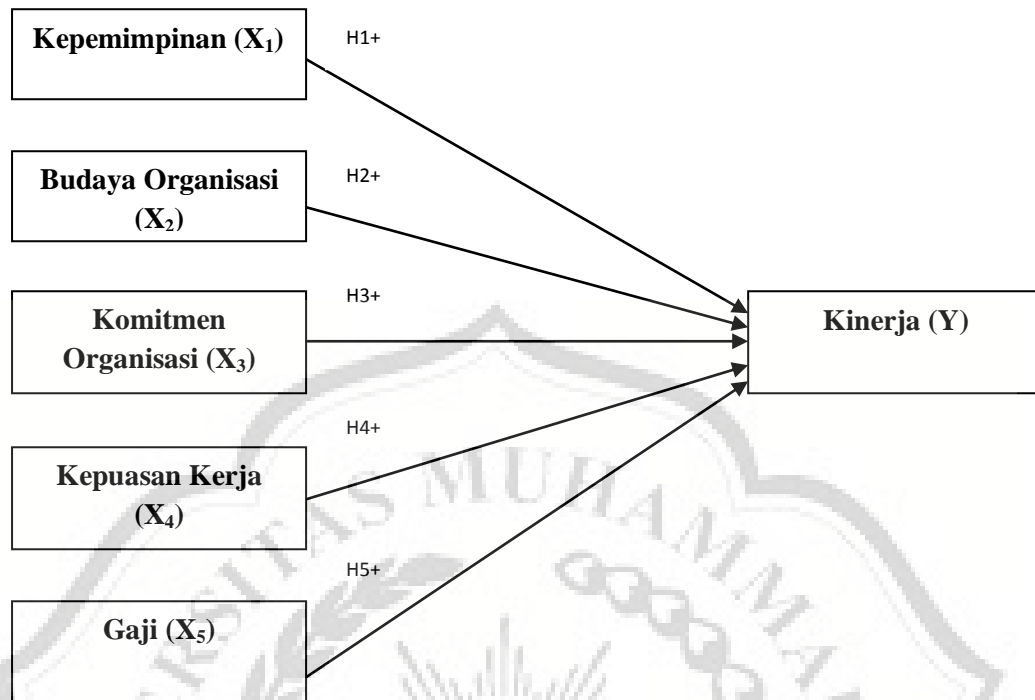 Kepemimpinan (X₁)
H1+
Budaya Organisasi
(X₂)
H2+
Komitmen
Organisasi (X₃)
H3+
Kinerja (Y)
Kepuasan Kerja
(X₄)
H4+
Gaji (X₅)
H5+